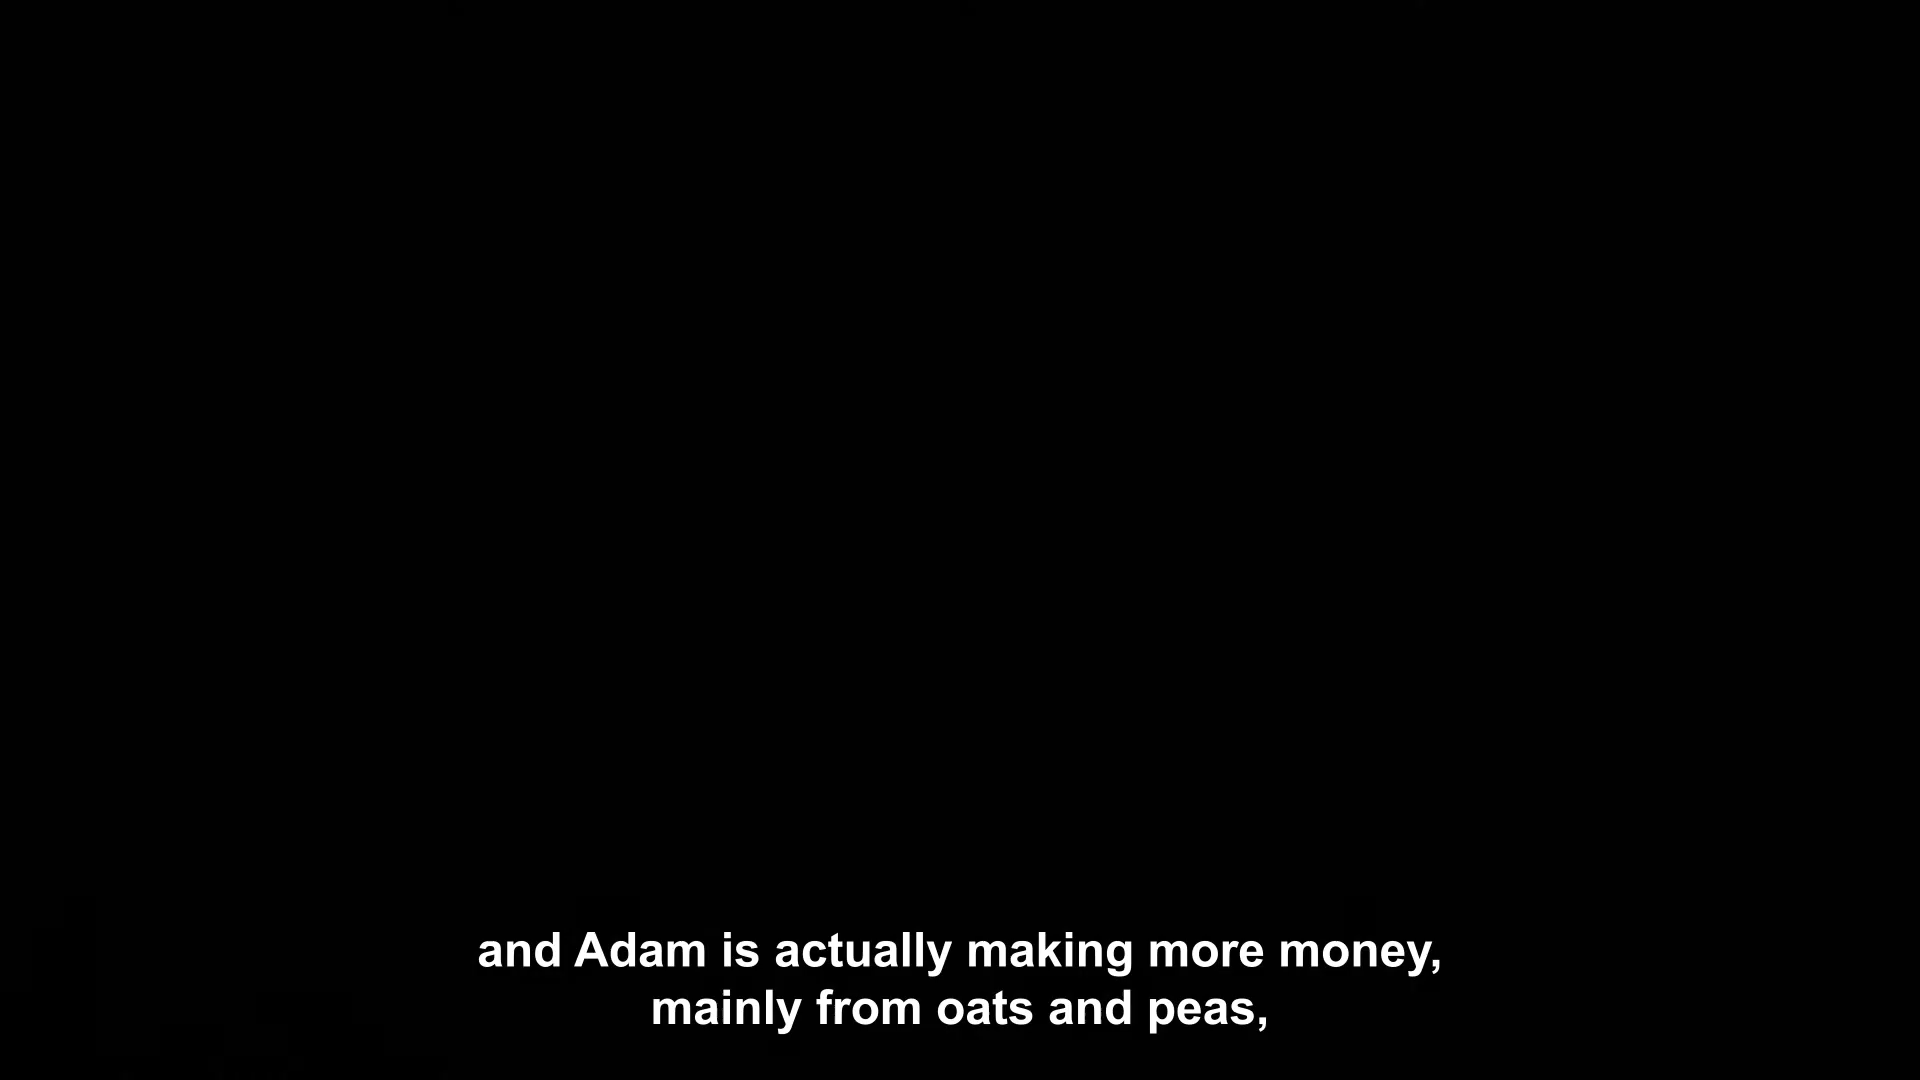 and Adam is actually making more money,
mainly from oats and peas,